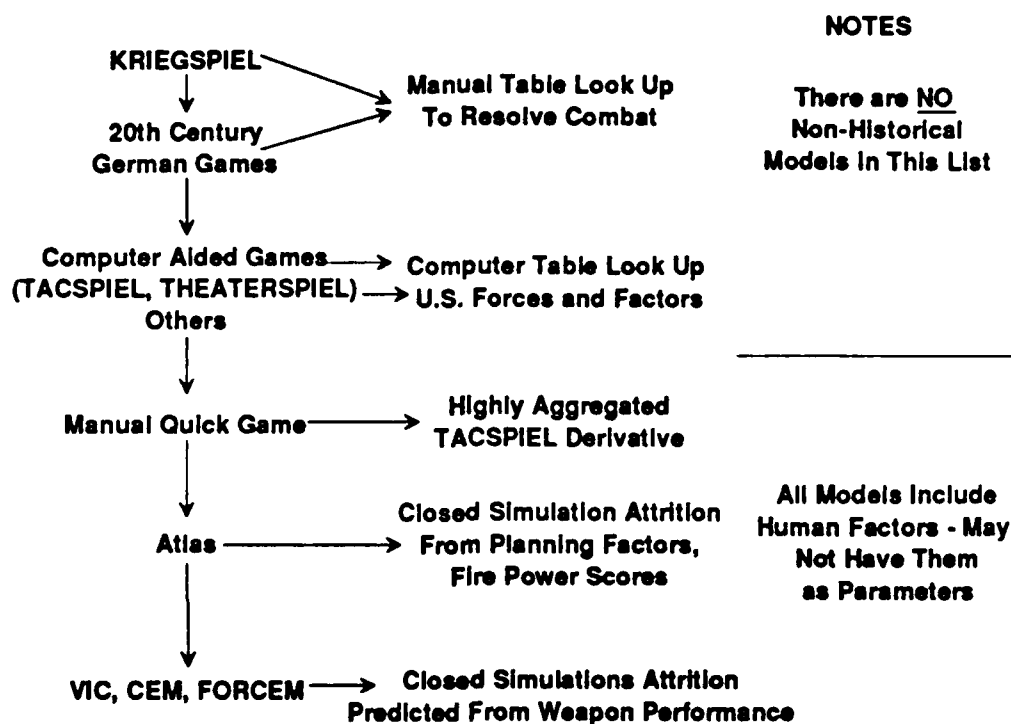 NOTES
KRIEGSPIEL
Manual Table Look Up
To Resolve Combat
There are NO
Non-Historical
Models in This List
20th Century
German Games
Computer Aided Games
(TACSPIEL, THEATERSPIEL)
Others
Computer Table Look Up
U.S. Forces and Factors
Manual Quick Game
Highly Aggregated
TACSPIEL Derivative
Atlas
Closed Simulation Attrition
From Planning Factors,
Fire Power Scores
All Models Include
Human Factors - May
Not Have Them
as Parameters
VIC, CEM, FORCEM
Closed Simulations Attrition
Predicted From Weapon Performance